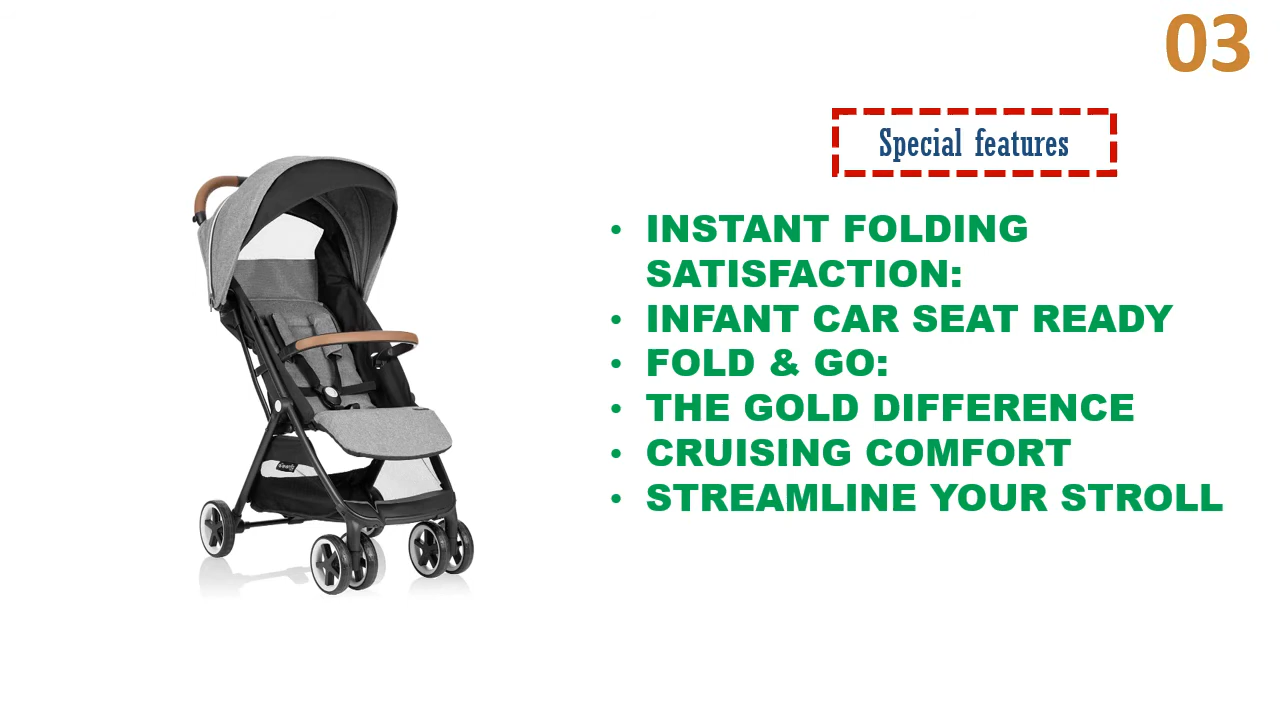 03
Special features
• INSTANT FOLDING
SATISFACTION:
• INFANT CAR SEAT READY
• FOLD & GO:
• THE GOLD DIFFERENCE
• CRUISING COMFORT
• STREAMLINE YOUR STROLL